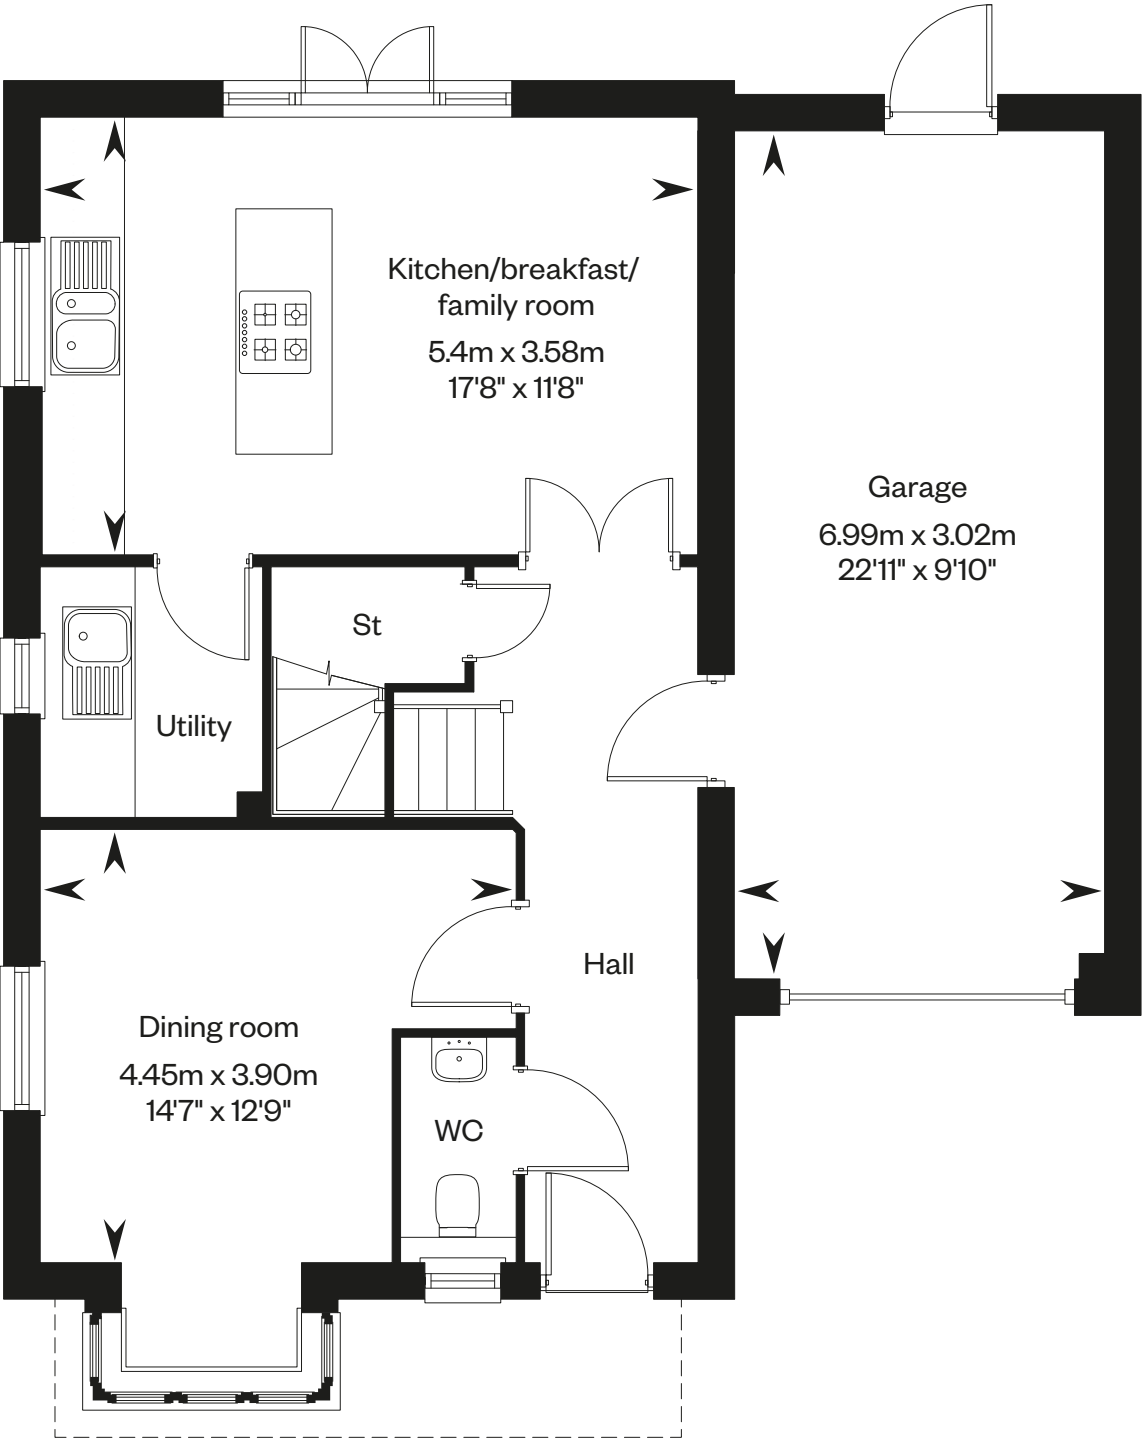 Kitchen/breakfast/
family room
5.4m x 3.58m
17'8" x 11'8"
Garage
6.99m x 3.02m
22'11" x 9'10"
St
Utility
Hall
Dining room
4.45m x 3.90m
14'7" x 12'9"
WC